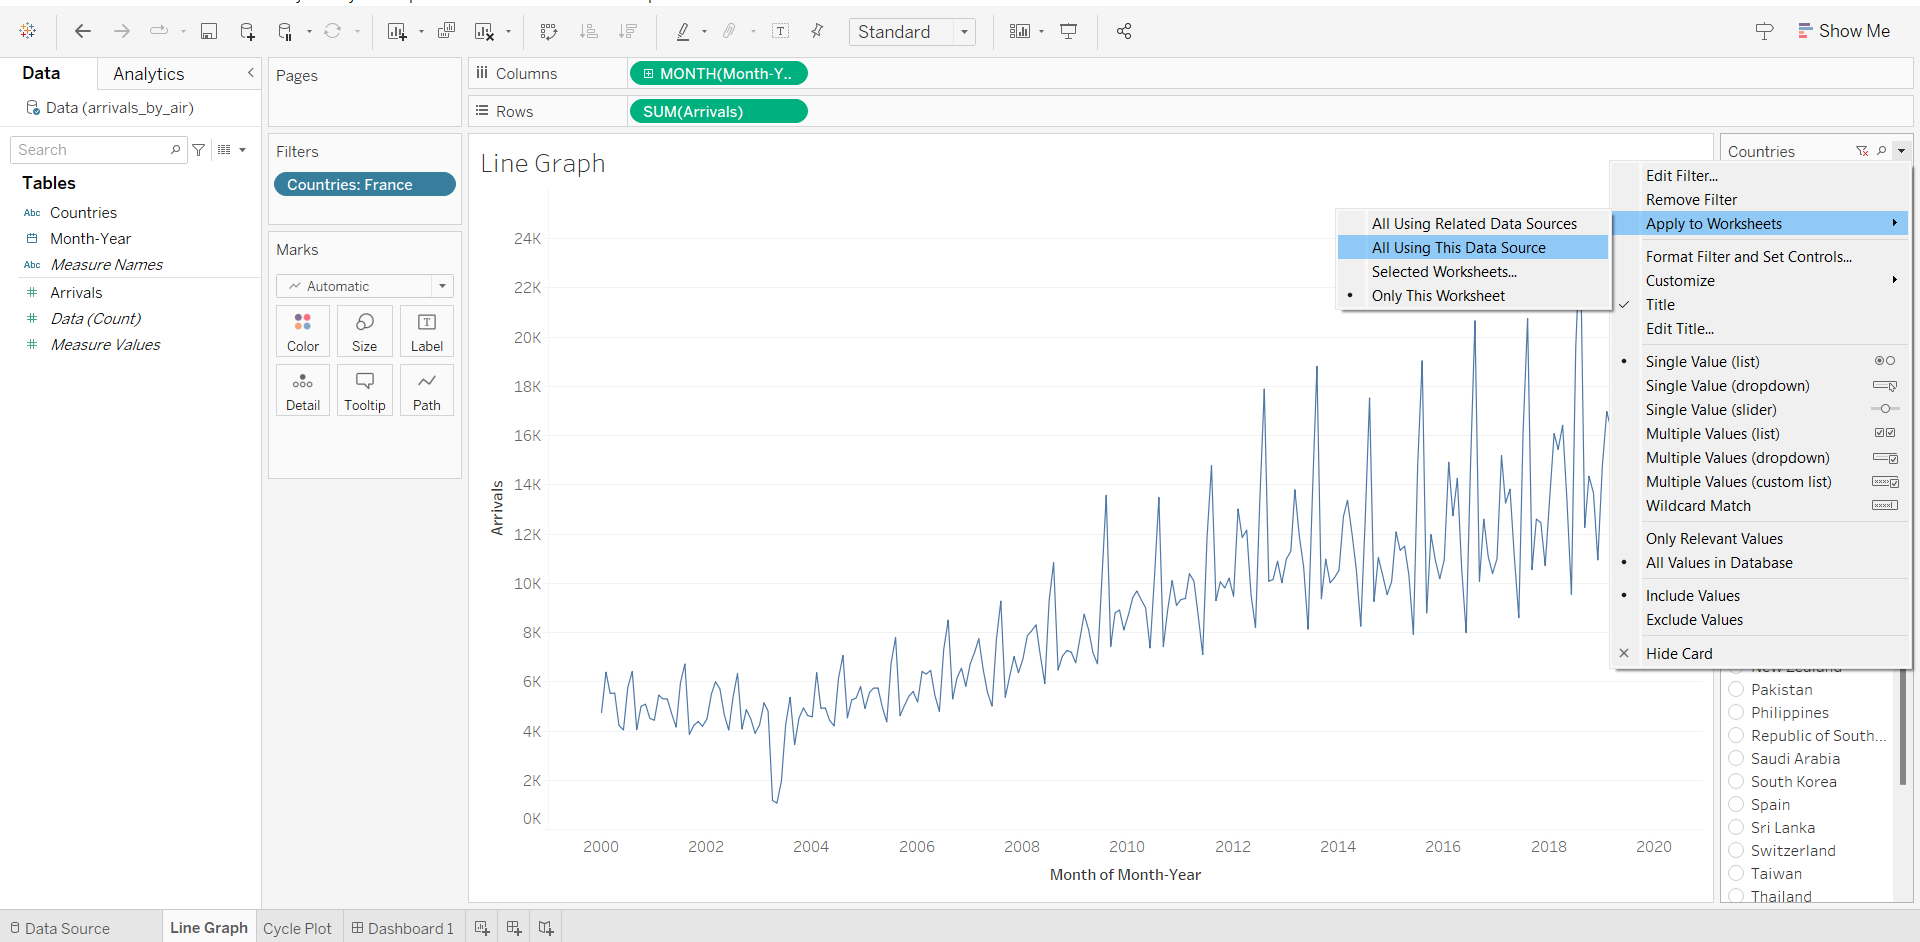 Standard
Show Me
Data
Analytics
Data (arrivals_by_air)
Search
Tables
Abc Countries
Month-Year
Abc Measure Names
# Arrivals
# Data (Count)
# Measure Values
Pages
Filters
Countries: France
Marks
Automatic
Color
Size
Label
Detail
Tooltip
Path
Columns
MONTH(Month-Y..
Rows
SUM(Arrivals)
Line Graph
24K
22K
20K
18K
16K
14K
12K
10K
8K
6K
4K
2K
0K
Arrivals
2000
2002
2004
2006
2008
2010
2012
2014
2016
2018
2020
Month of Month-Year
All Using Related Data Sources
All Using This Data Source
Selected Worksheets...
Only This Worksheet
Countries
Edit Filter...
Remove Filter
Apply to Worksheets
Format Filter and Set Controls...
Customize
Title
Edit Title...
Single Value (list)
Single Value (dropdown)
Single Value (slider)
Multiple Values (list)
Multiple Values (dropdown)
Multiple Values (custom list)
Wildcard Match
Only Relevant Values
All Values in Database
Include Values
Exclude Values
Hide Card
New Zealand
Pakistan
Philippines
Republic of South...
Saudi Arabia
South Korea
Spain
Sri Lanka
Switzerland
Taiwan
Thailand
Data Source
Line Graph
Cycle Plot
Dashboard 1